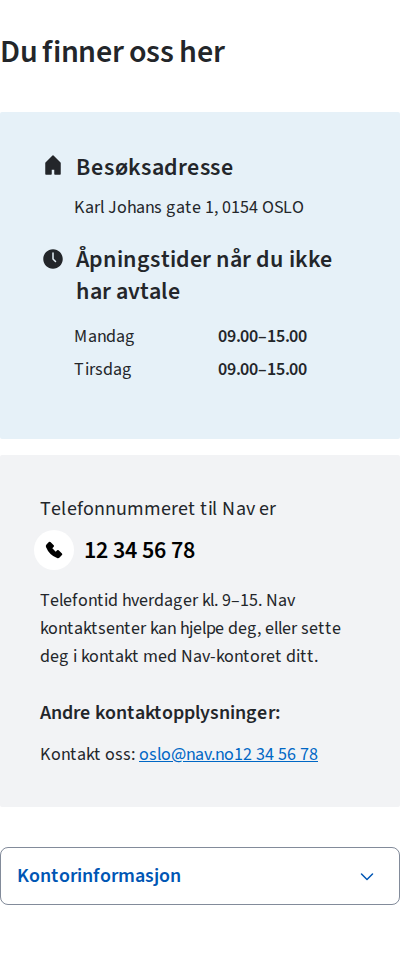 Du finner oss her
Besøksadresse
Karl Johans gate 1, 0154 OSLO
Åpningstider når du ikke
har avtale
Mandag 09.00–15.00
Tirsdag 09.00–15.00
Telefonnummeret til Nav er
12 34 56 78
Telefontid hverdager kl. 9–15. Nav
kontaktsenter kan hjelpe deg, eller sette
deg i kontakt med Nav-kontoret ditt.
Andre kontaktopplysninger:
Kontakt oss: oslo@nav.no12 34 56 78
Kontorinformasjon